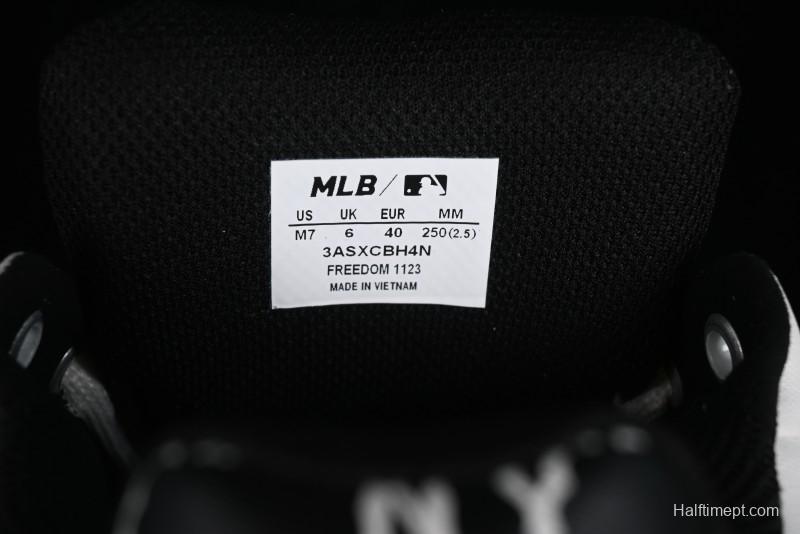 MLB /
US UK EUR MM
M7 6 40 250(2.5)
3ASXCBH4N
FREEDOM 1123
MADE IN VIETNAM
N Y
Halftimept.com